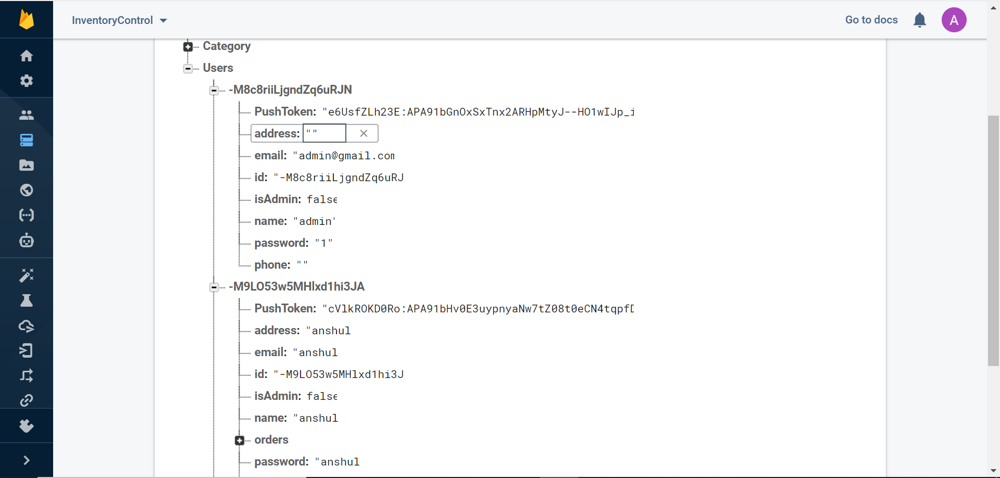 InventoryControl
Go to docs
A
Category
Users
-M8c8riiLjgndZq6uRJN
PushToken: "e6UsfZLh23E:APA91bGnOxSxTnx2ARHpMtyJ--HO1wIJp_i
address: ""
email: "admin@gmail.com
id: "-M8c8riiLjgndZq6uRJ
isAdmin: false
name: "admin'
password: "1"
phone: ""
-M9LO53w5MHlxd1hi3JA
PushToken: "cVlkROKD0Ro:APA91bHv0E3uypnyaNw7tZ08t0eCN4tqpfD
address: "anshul
email: "anshul
id: "-M9LO53w5MHlxd1hi3J
isAdmin: false
name: "anshul
orders
password: "anshul